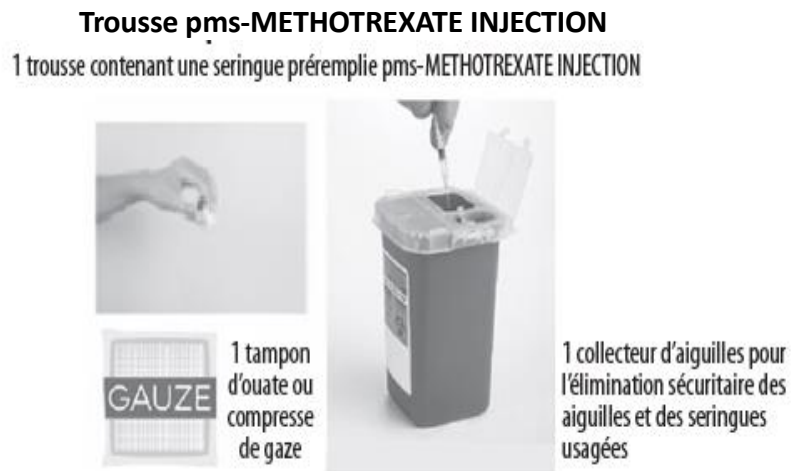 Trousse pms-METHOTREXATE INJECTION
1 trousse contenant une seringue préremplie pms-METHOTREXATE INJECTION
GAUZE
1 tampon
d'ouate ou
compresse
de gaze
1 collecteur d'aiguilles pour
l'élimination sécuritaire des
aiguilles et des seringues
usagées